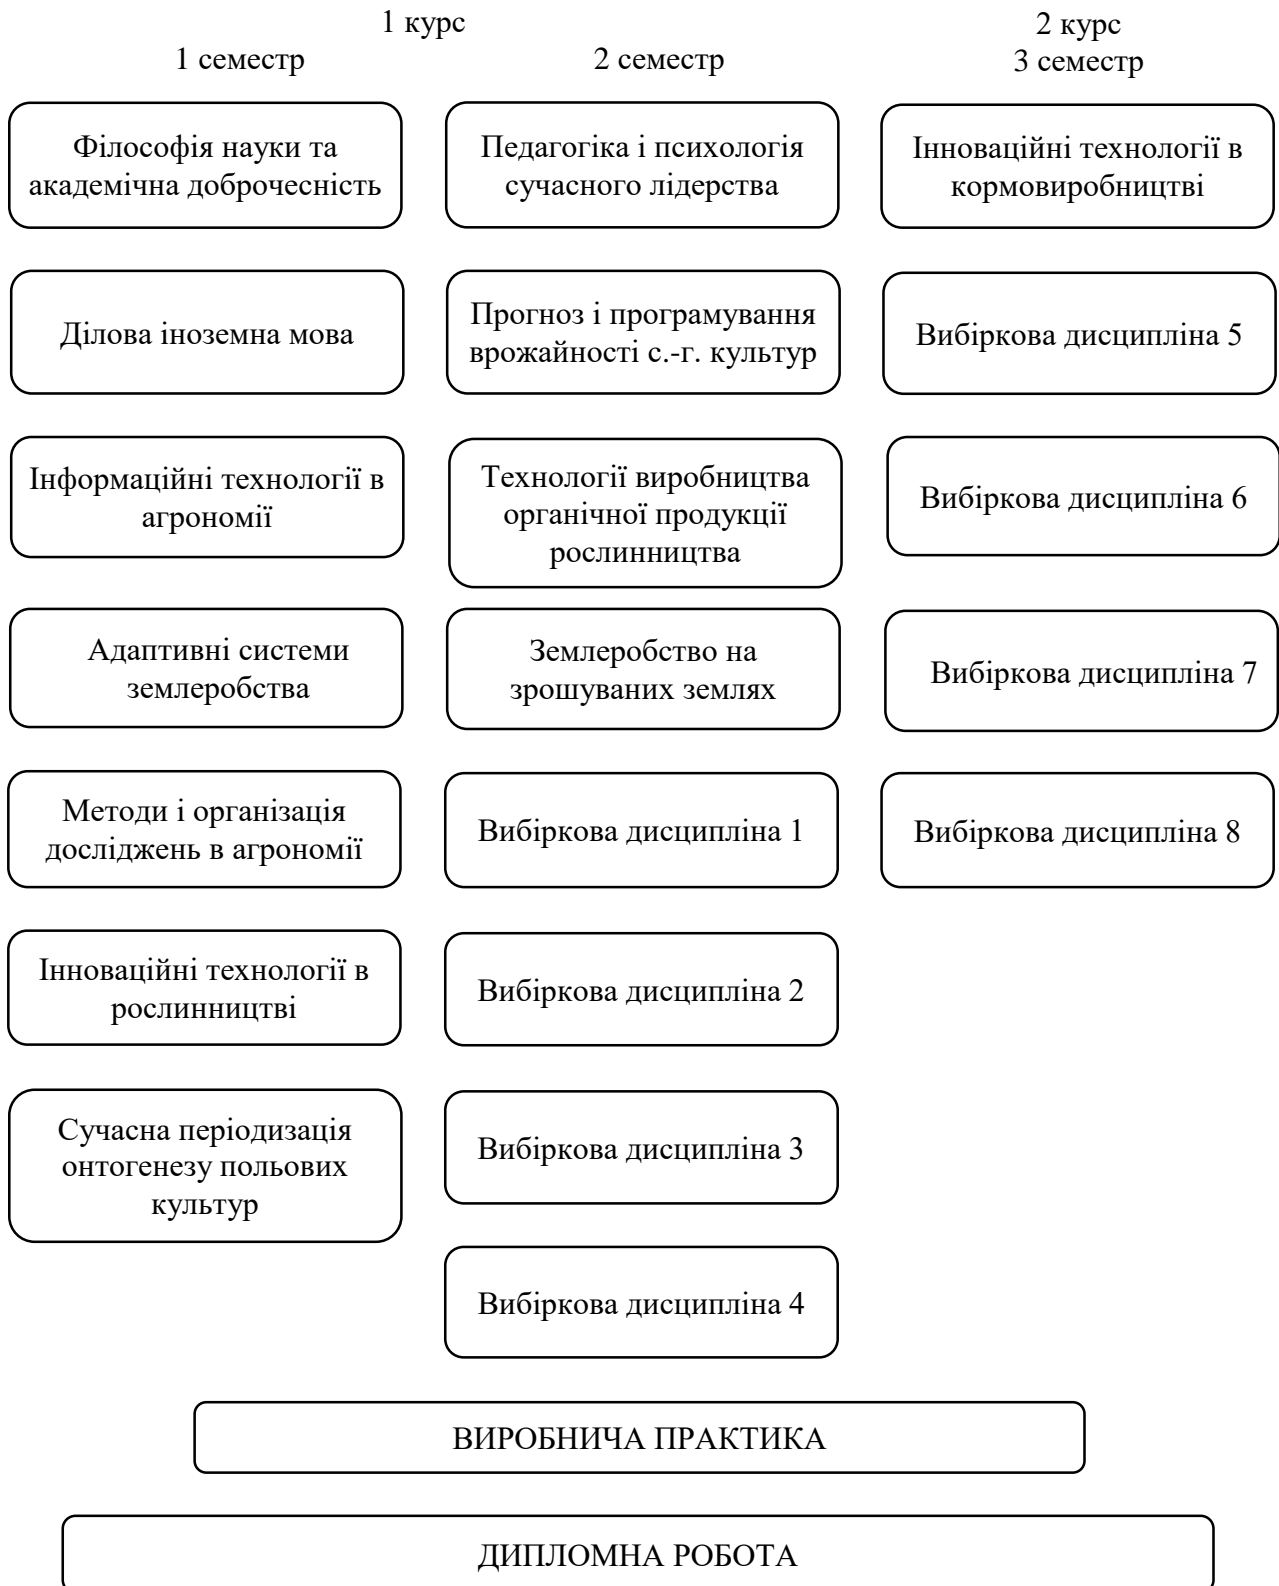 1 курс
1 семестр
2 семестр
2 курс
3 семестр
Філософія науки та
академічна доброчесність
Ділова іноземна мова
Інформаційні технології в
агрономії
Адаптивні системи
землеробства
Методи і організація
досліджень в агрономії
Інноваційні технології в
рослинництві
Сучасна періодизація
онтогенезу польових
культур
Педагогіка і психологія
сучасного лідерства
Прогноз і програмування
врожайності с.-г. культур
Технології виробництва
органічної продукції
рослинництва
Землеробство на
зрошуваних землях
Вибіркова дисципліна 1
Вибіркова дисципліна 2
Вибіркова дисципліна 3
Вибіркова дисципліна 4
Інноваційні технології в
кормовиробництві
Вибіркова дисципліна 5
Вибіркова дисципліна 6
Вибіркова дисципліна 7
Вибіркова дисципліна 8
ВИРОБНИЧА ПРАКТИКА
ДИПЛОМНА РОБОТА